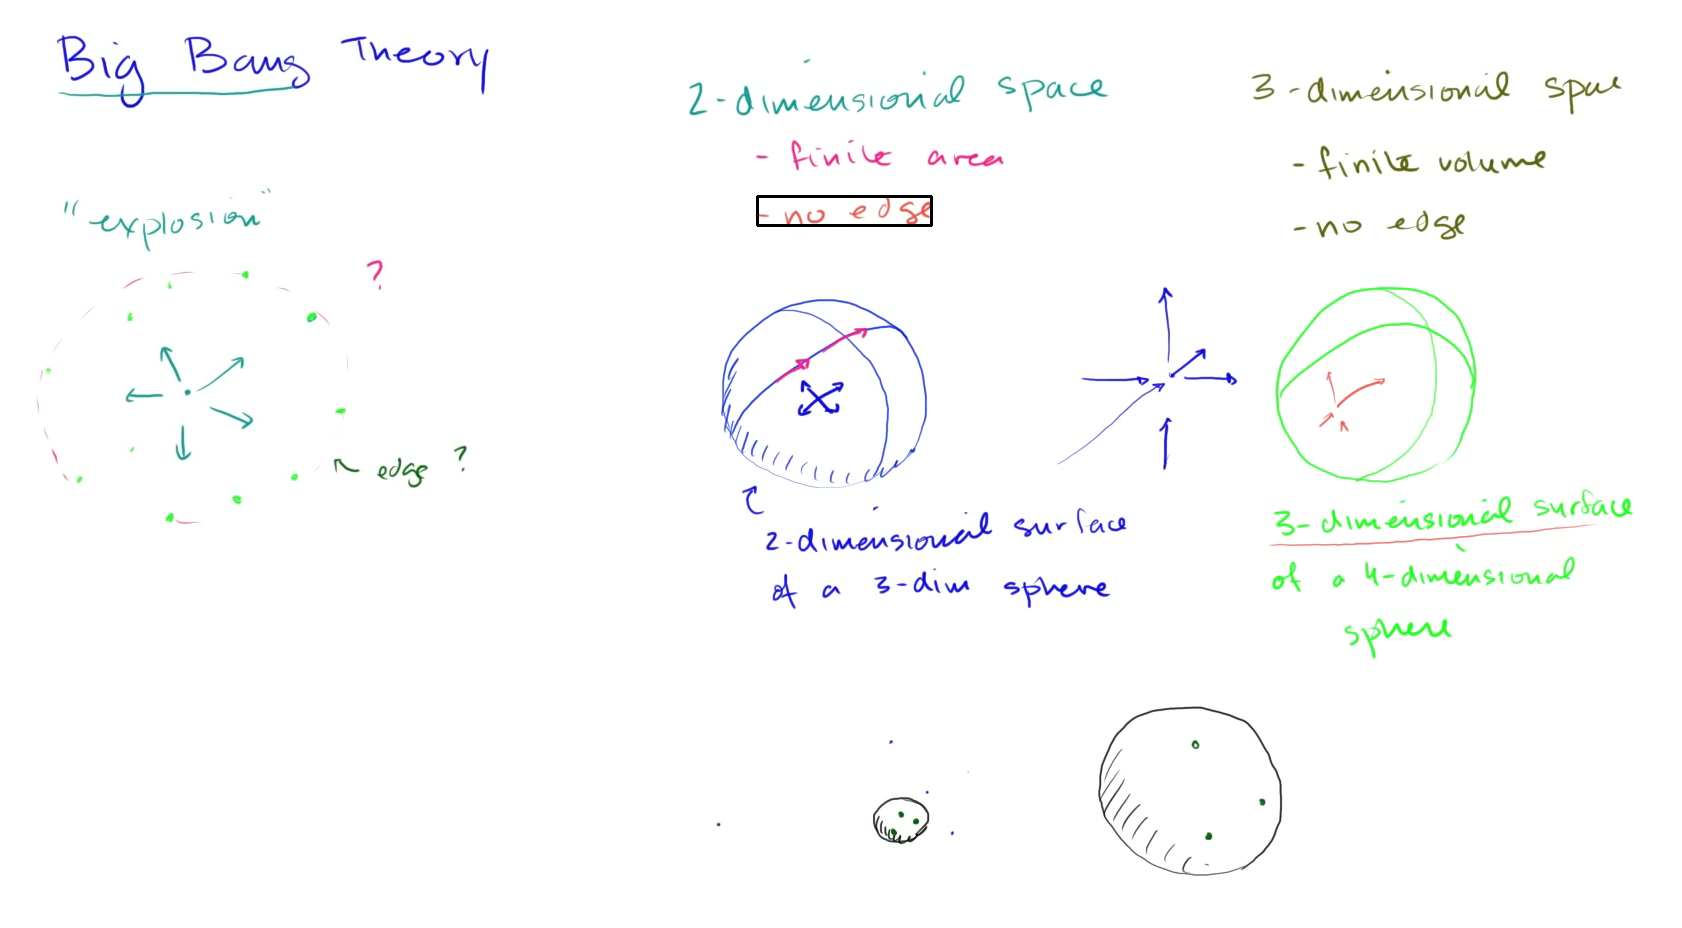 Big Bang Theory
"explosion"
?
edge ?
2-dimensional space
- finite area
- no edge
2-dimensional surface
of a 3-dim sphere
3-dimensional space
- finite volume
- no edge
3-dimensional surface
of a 4-dimensional
sphere